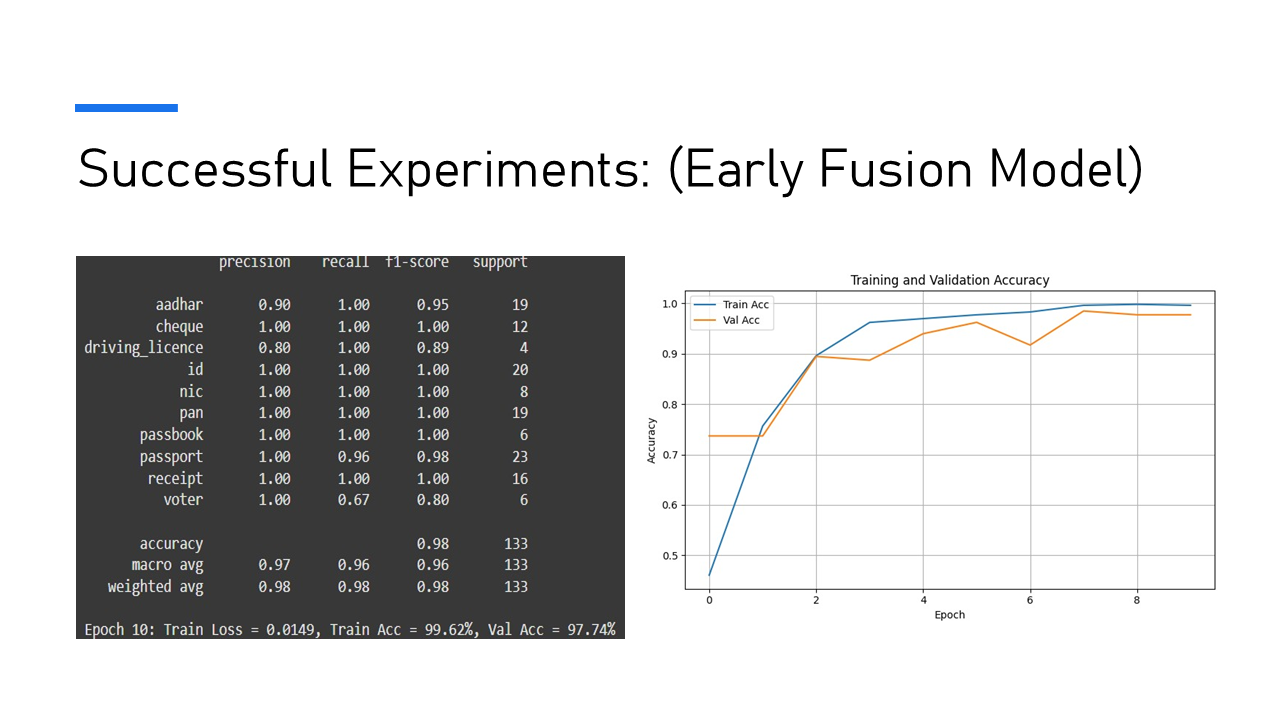 Successful Experiments: (Early Fusion Model)
precision recall f1-score support
aadhar 0.90 1.00 0.95 19
cheque 1.00 1.00 1.00 12
driving_licence 0.80 1.00 0.89 4
id 1.00 1.00 1.00 20
nic 1.00 1.00 1.00 8
pan 1.00 1.00 1.00 19
passbook 1.00 1.00 1.00 6
passport 1.00 0.96 0.98 23
receipt 1.00 1.00 1.00 16
voter 1.00 0.67 0.80 6
accuracy 0.98 133
macro avg 0.97 0.96 0.96 133
weighted avg 0.98 0.98 0.98 133
Epoch 10: Train Loss = 0.0149, Train Acc = 99.62%, Val Acc = 97.74%
Training and Validation Accuracy
Train Acc
Val Acc
1.0
0.9
0.8
0.7
0.6
0.5
Accuracy
0 2 4 6 8
Epoch